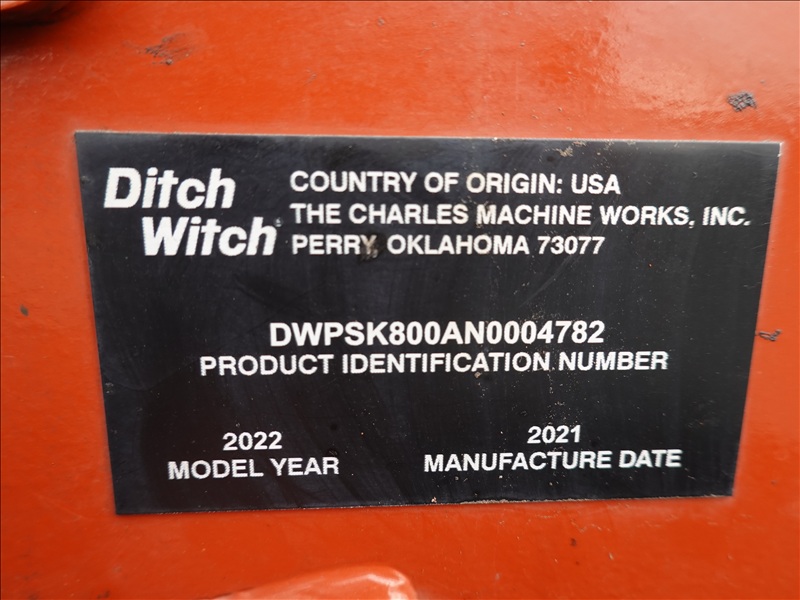 Ditch Witch®
COUNTRY OF ORIGIN: USA
THE CHARLES MACHINE WORKS, INC.
PERRY, OKLAHOMA 73077
DWPSK800AN0004782
PRODUCT IDENTIFICATION NUMBER
2022
MODEL YEAR
2021
MANUFACTURE DATE